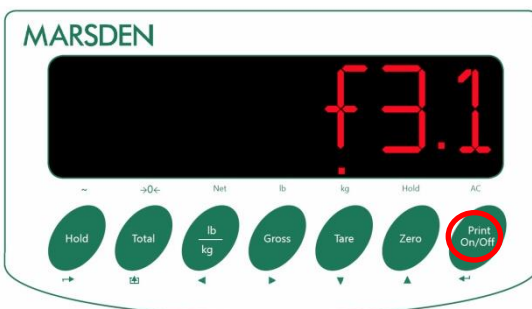 MARSDEN
f3.1
~ →0← Net lb kg Hold AC
Hold Total lb/kg Gross Tare Zero Print On/Off